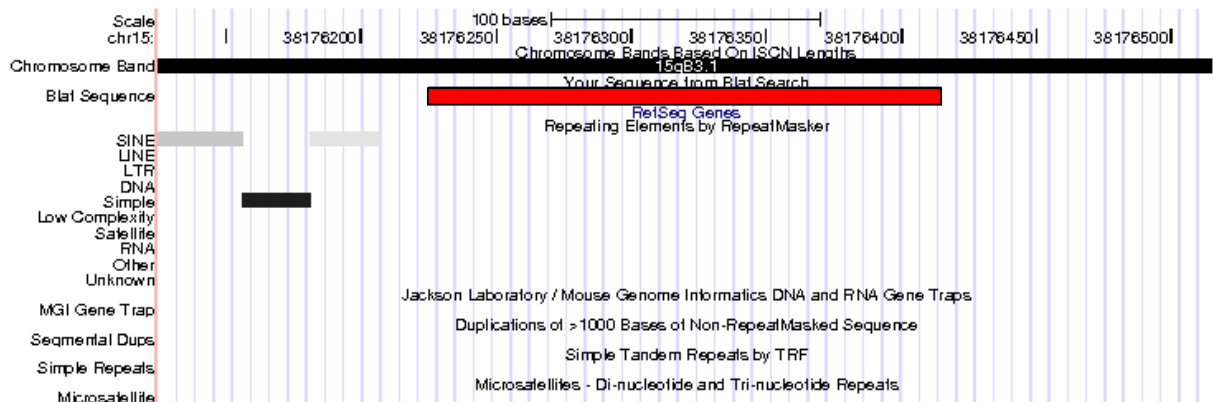 Scale 100 bases
chr15: 38176200 38176250 38176300 38176350 38176400 38176450 38176500
Chromosome Bands Based On ISCN Lengths
Chromosome Band 15qB3.1
Your Sequence from Blat Search
Blat Sequence
RefSeq Genes
Repeating Elements by RepeatMasker
SINE
LINE
LTR
DNA
Simple
Low Complexity
Satellite
RNA
Other
Unknown
Jackson Laboratory / Mouse Genome Informatics DNA and RNA Gene Traps
MGI Gene Trap
Duplications of >1000 Bases of Non-RepeatMasked Sequence
Segmental Dups
Simple Tandem Repeats by TRF
Simple Repeats
Microsatellites - Di-nucleotide and Tri-nucleotide Repeats
Microsatellite